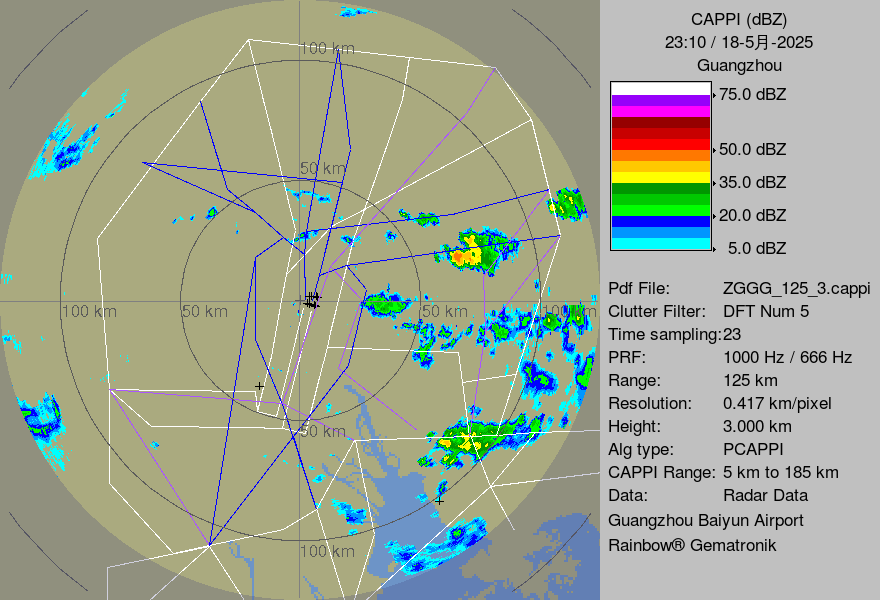 100 km
50 km
100 km
50 km
50 km
100 km
50 km
100 km
CAPPI (dBZ)
23:10 / 18-5月-2025
Guangzhou
75.0 dBZ
50.0 dBZ
35.0 dBZ
20.0 dBZ
5.0 dBZ
Pdf File: ZGGG_125_3.cappi
Clutter Filter: DFT Num 5
Time sampling:23
PRF: 1000 Hz / 666 Hz
Range: 125 km
Resolution: 0.417 km/pixel
Height: 3.000 km
Alg type: PCAPPI
CAPPI Range: 5 km to 185 km
Data: Radar Data
Guangzhou Baiyun Airport
Rainbow® Gematronik